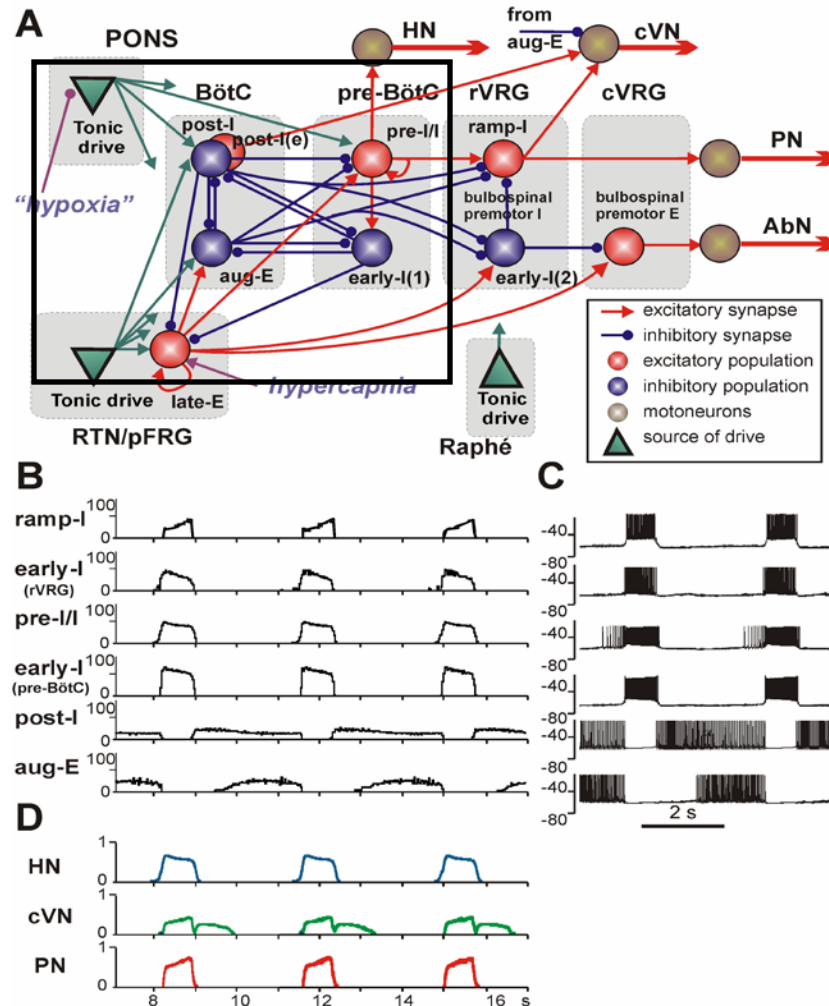 A
PONS
HN
from
aug-E
cVN
BötC
pre-BötC
rVRG
cVRG
Tonic
drive
post-I
post-I(e)
pre-I/I
ramp-I
PN
"hypoxia"
bulbospinal
premotor I
bulbospinal
premotor E
AbN
aug-E
early-I(1)
early-I(2)
Tonic drive
late-E
hypercapnia
RTN/pFRG
Tonic
drive
Raphé
excitatory synapse
inhibitory synapse
excitatory population
inhibitory population
motoneurons
source of drive
B
ramp-I
100
0
early-I
(rVRG)
100
0
pre-I/I
100
0
early-I
(pre-BötC)
100
0
post-I
100
0
aug-E
100
0
C
-40
-80
-40
-80
-40
-80
-40
-80
-40
-80
-40
-80
2 s
D
HN
1
0
cVN
1
0
PN
1
0
8
10
12
14
16
s